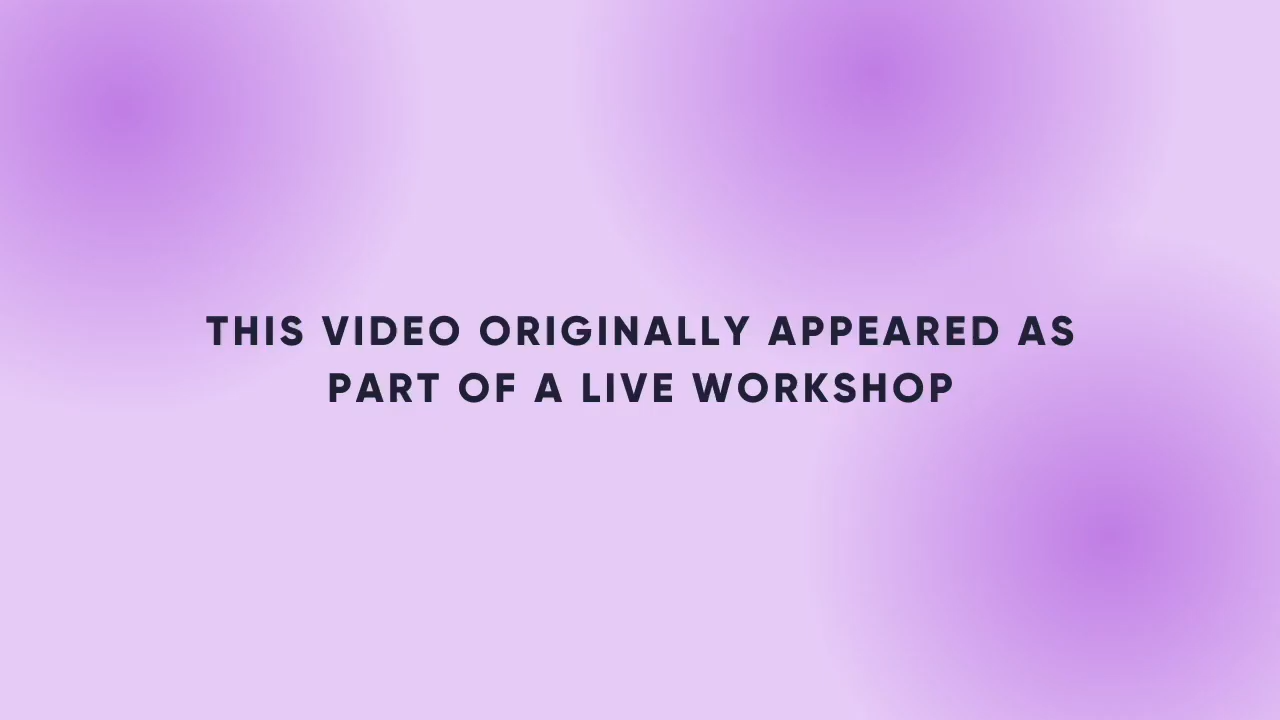 THIS VIDEO ORIGINALLY APPEARED AS
PART OF A LIVE WORKSHOP